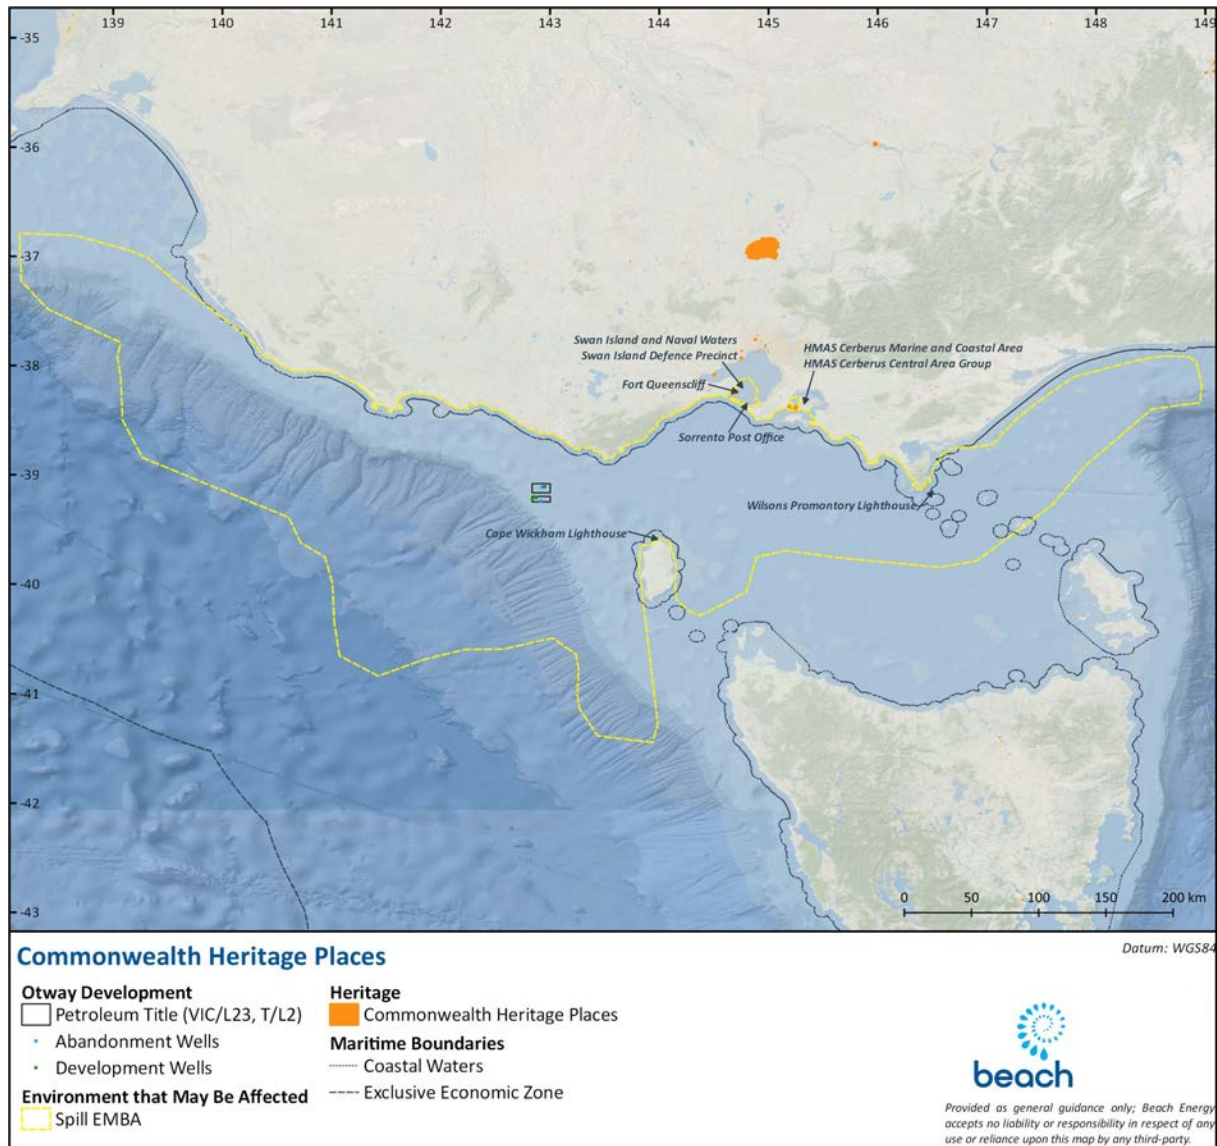 139 140 141 142 143 144 145 146 147 148 149
-35
-36
-37
-38
-39
-40
-41
-42
-43
Swan Island and Naval Waters
Swan Island Defence Precinct
Fort Queenscliff
Sorrento Post Office
HMAS Cerberus Marine and Coastal Area
HMAS Cerberus Central Area Group
Wilsons Promontory Lighthouse
Cape Wickham Lighthouse
0 50 100 150 200 km
Commonwealth Heritage Places
Datum: WGS84
Otway Development
Petroleum Title (VIC/L23, T/L2)
Abandonment Wells
Development Wells
Environment that May Be Affected
Spill EMBA
Heritage
Commonwealth Heritage Places
Maritime Boundaries
Coastal Waters
Exclusive Economic Zone
beach
Provided as general guidance only; Beach Energy
accepts no liability or responsibility in respect of any
use or reliance upon this map by any third-party.